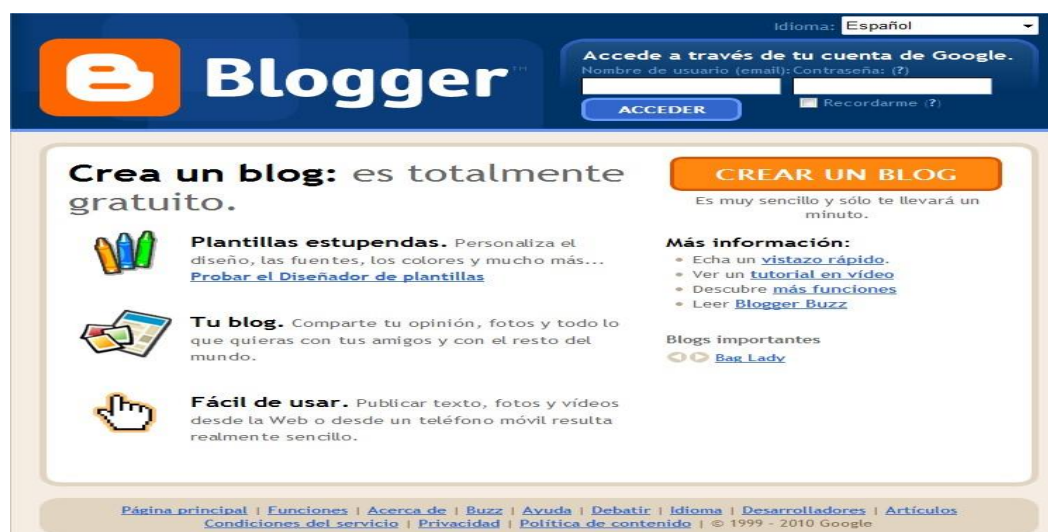 Idioma: Español
Blogger™
Accede a través de tu cuenta de Google.
Nombre de usuario (email): Contraseña: (?)
ACCEDER
Recordarme (?)
Crea un blog: es totalmente
gratuito.
Plantillas estupendas. Personaliza el
diseño, las fuentes, los colores y mucho más...
Probar el Diseñador de plantillas
Tu blog. Comparte tu opinión, fotos y todo lo
que quieras con tus amigos y con el resto del
mundo.
Fácil de usar. Publicar texto, fotos y vídeos
desde la Web o desde un teléfono móvil resulta
realmente sencillo.
CREAR UN BLOG
Es muy sencillo y sólo te llevará un
minuto.
Más información:
Echa un vistazo rápido.
Ver un tutorial en vídeo
Descubre más funciones
Leer Blogger Buzz
Blogs importantes
Bag Lady
Página principal | Funciones | Acerca de | Buzz | Ayuda | Debatir | Idioma | Desarrolladores | Artículos
Condiciones del servicio | Privacidad | Política de contenido | © 1999 - 2010 Google